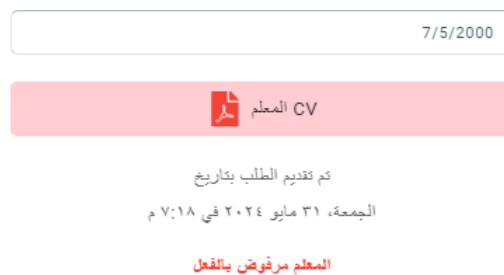 7/5/2000
CV المعلم
تم تقديم الطلب بتاريخ
الجمعة، ٣١ مايو ٢٠٢٤ في ٧:١٨ م
المعلم مرفوض بالفعل